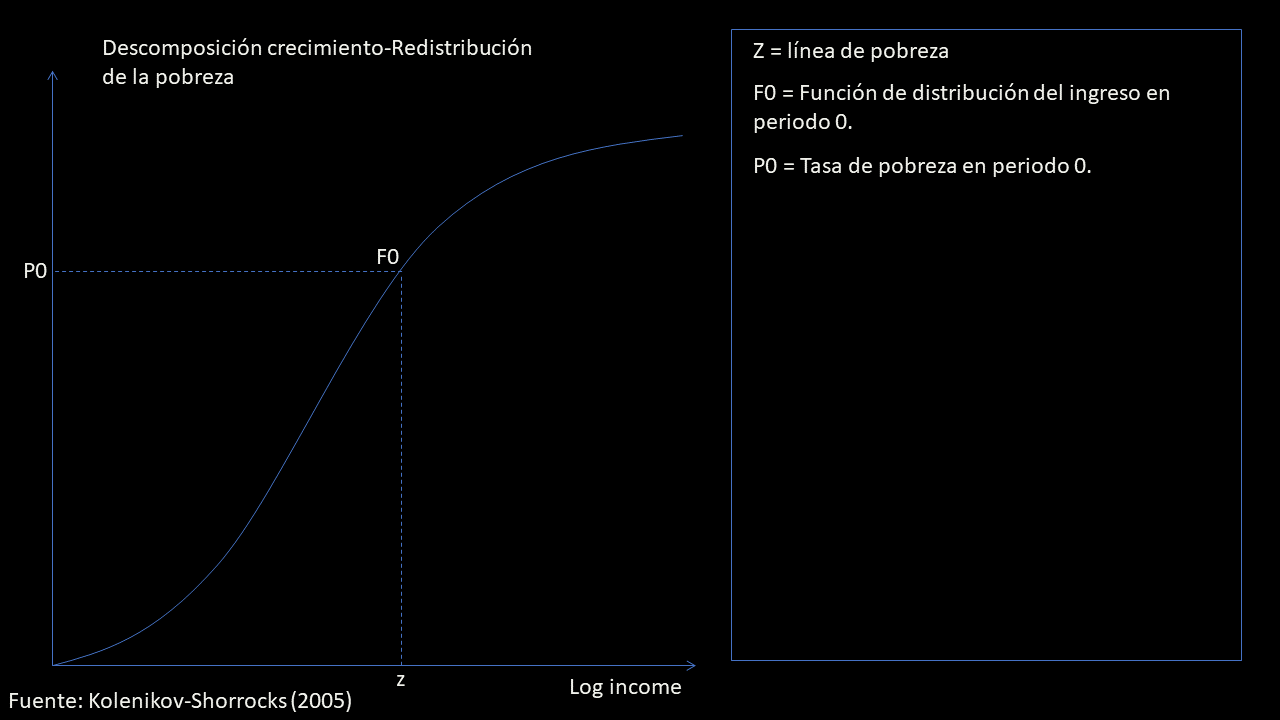 Descomposición crecimiento-Redistribución
de la pobreza
P0
F0
z
Log income
Fuente: Kolenikov-Shorrocks (2005)
Z = línea de pobreza
F0 = Función de distribución del ingreso en
periodo 0.
P0 = Tasa de pobreza en periodo 0.